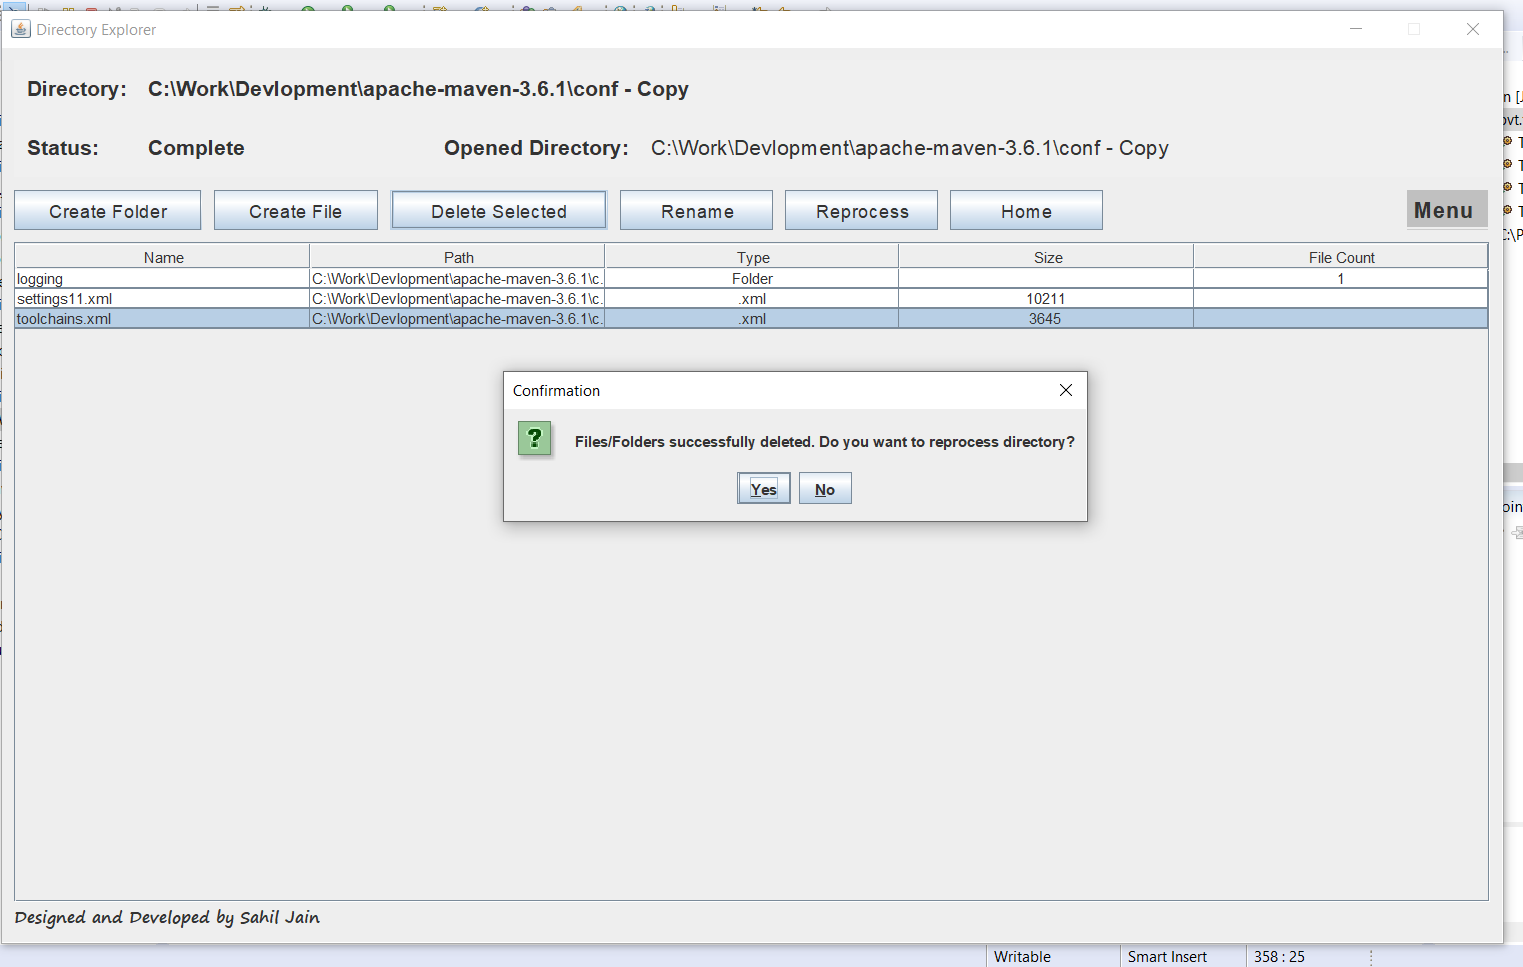 Directory Explorer
Directory: C:\Work\Devlopment\apache-maven-3.6.1\conf - Copy
Status: Complete Opened Directory: C:\Work\Devlopment\apache-maven-3.6.1\conf - Copy
Create Folder Create File Delete Selected Rename Reprocess Home Menu
Name Path Type Size File Count
logging C:\Work\Devlopment\apache-maven-3.6.1\c. Folder 1
settings11.xml C:\Work\Devlopment\apache-maven-3.6.1\c. .xml 10211
toolchains.xml C:\Work\Devlopment\apache-maven-3.6.1\c. .xml 3645
Confirmation
? Files/Folders successfully deleted. Do you want to reprocess directory?
Yes No
Designed and Developed by Sahil Jain
Writable Smart Insert 358 : 25